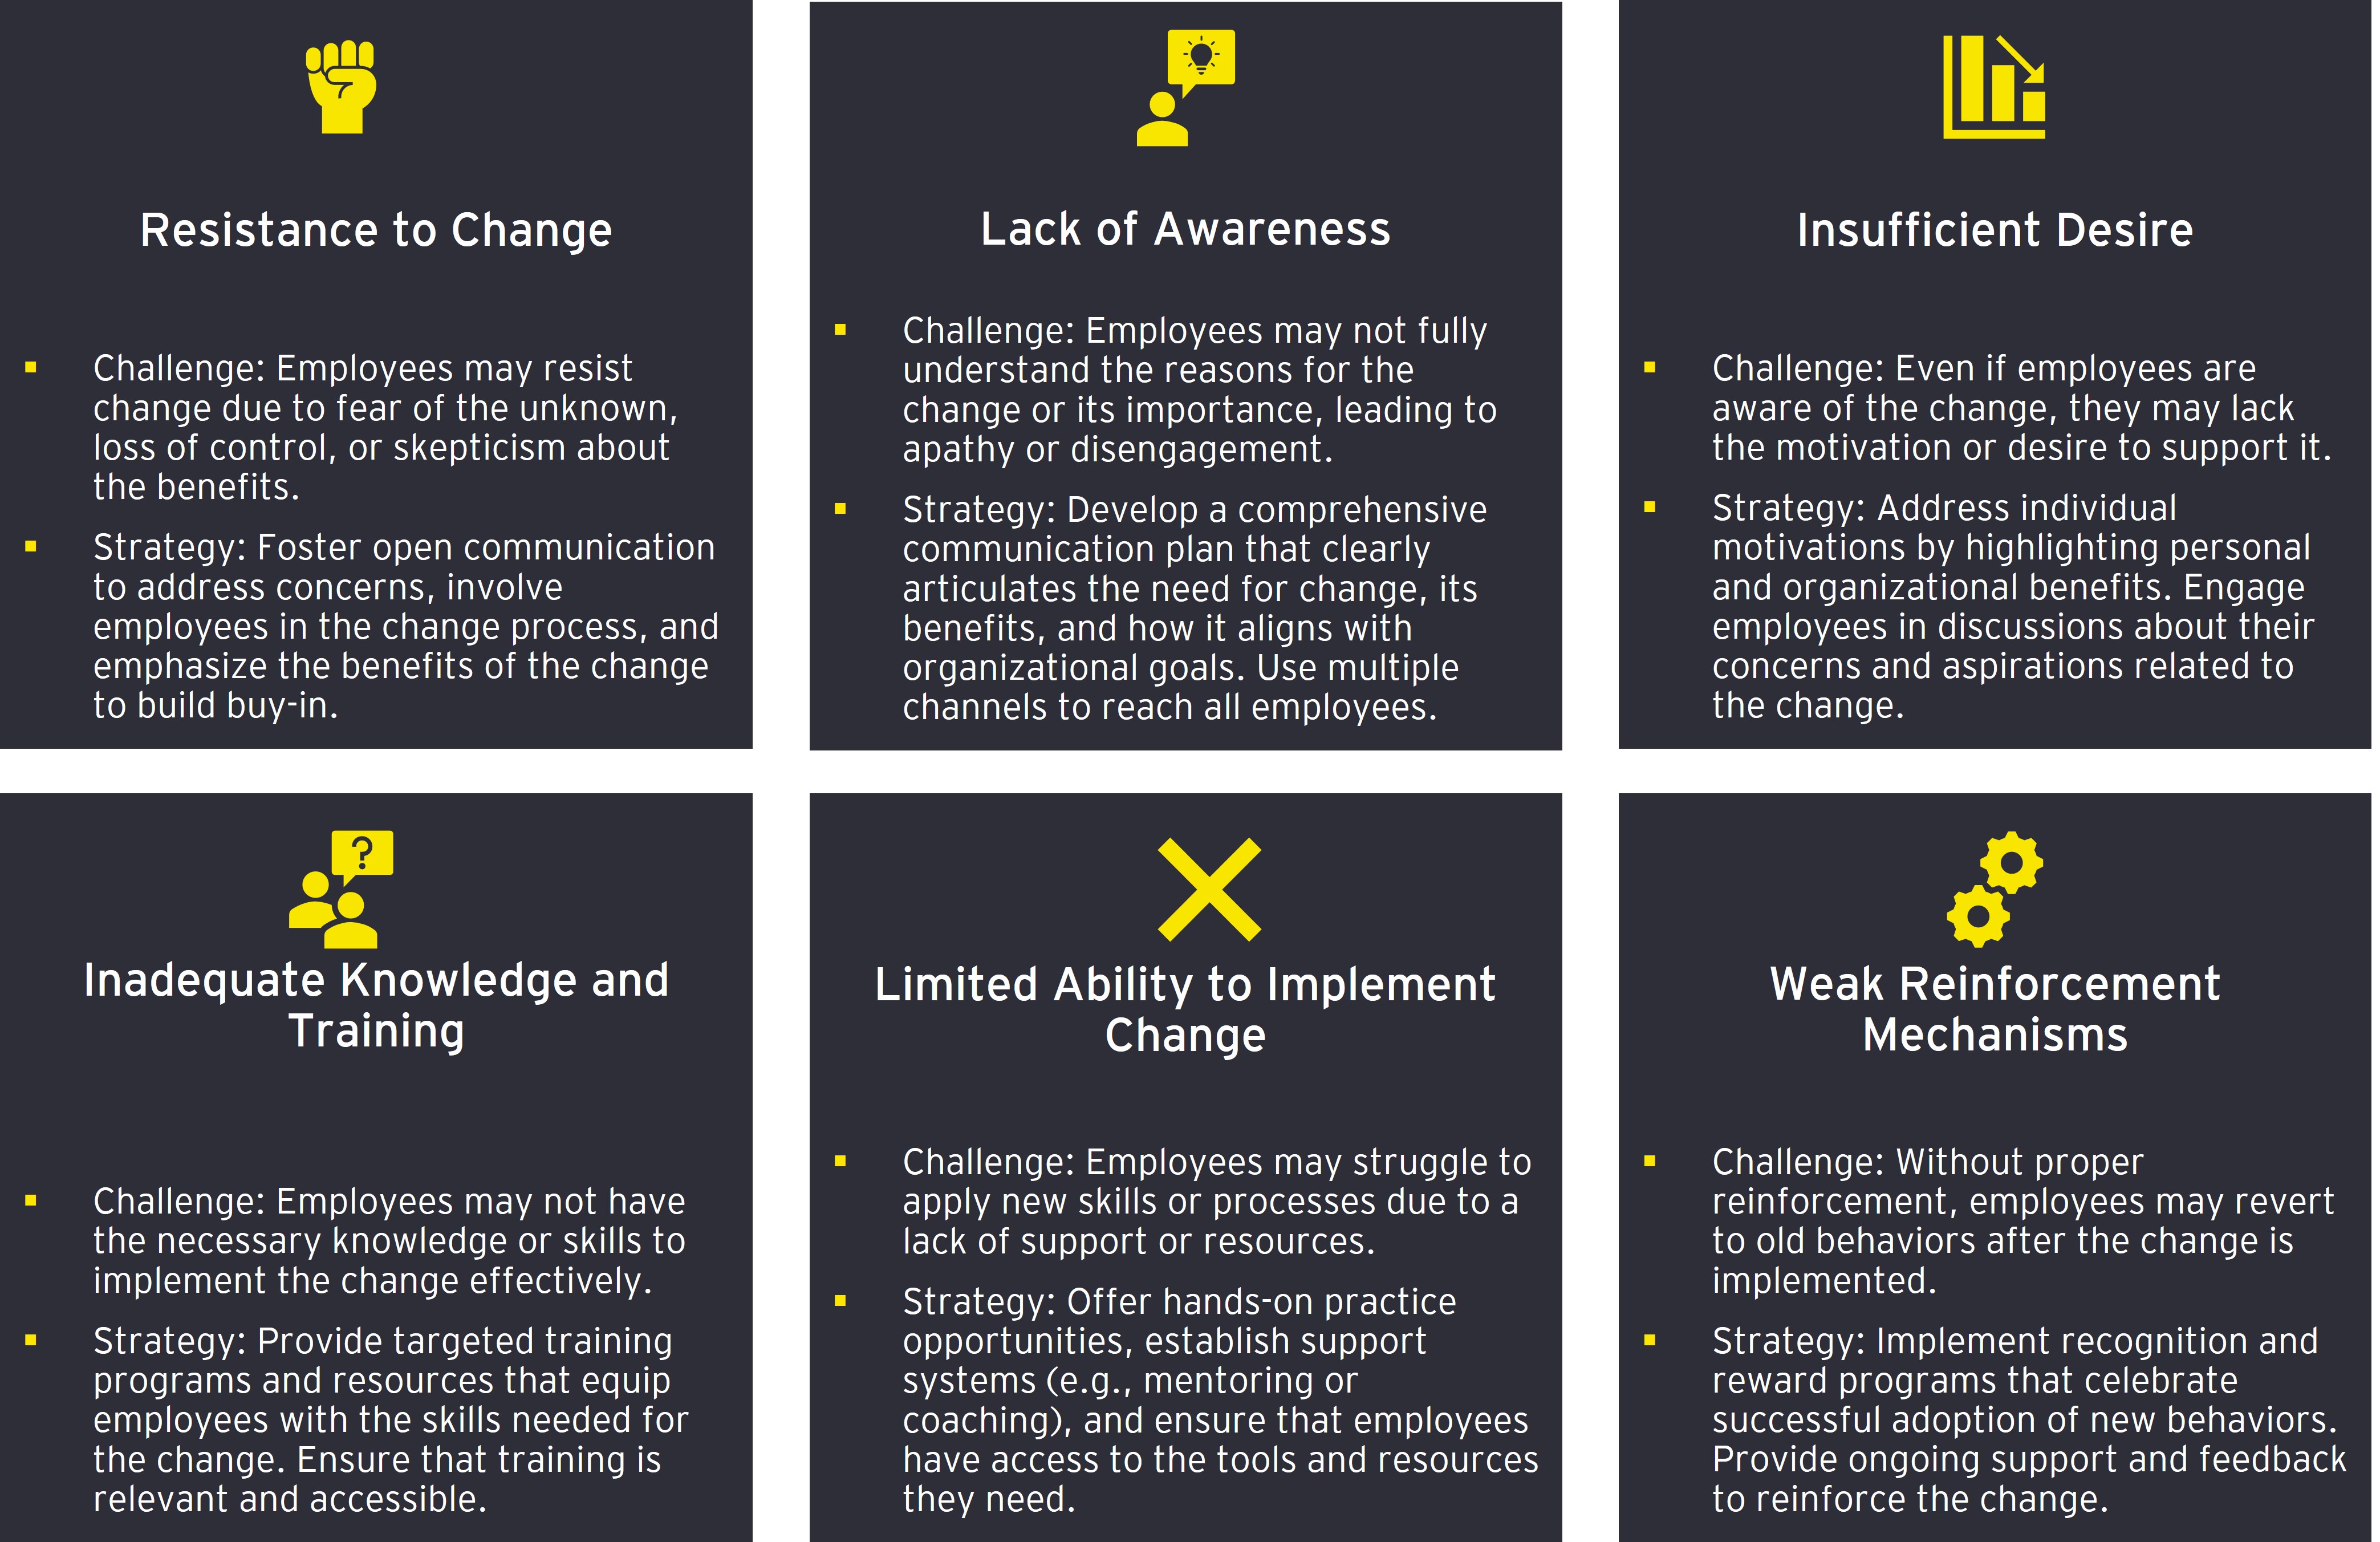 Resistance to Change
Challenge: Employees may resist
change due to fear of the unknown,
loss of control, or skepticism about
the benefits.
Strategy: Foster open communication
to address concerns, involve
employees in the change process, and
emphasize the benefits of the change
to build buy-in.
Lack of Awareness
Challenge: Employees may not fully
understand the reasons for the
change or its importance, leading to
apathy or disengagement.
Strategy: Develop a comprehensive
communication plan that clearly
articulates the need for change, its
benefits, and how it aligns with
organizational goals. Use multiple
channels to reach all employees.
Insufficient Desire
Challenge: Even if employees are
aware of the change, they may lack
the motivation or desire to support it.
Strategy: Address individual
motivations by highlighting personal
and organizational benefits. Engage
employees in discussions about their
concerns and aspirations related to
the change.
?
Inadequate Knowledge and
Training
Challenge: Employees may not have
the necessary knowledge or skills to
implement the change effectively.
Strategy: Provide targeted training
programs and resources that equip
employees with the skills needed for
the change. Ensure that training is
relevant and accessible.
Limited Ability to Implement
Change
Challenge: Employees may struggle to
apply new skills or processes due to a
lack of support or resources.
Strategy: Offer hands-on practice
opportunities, establish support
systems (e.g., mentoring or
coaching), and ensure that employees
have access to the tools and resources
they need.
Weak Reinforcement
Mechanisms
Challenge: Without proper
reinforcement, employees may revert
to old behaviors after the change is
implemented.
Strategy: Implement recognition and
reward programs that celebrate
successful adoption of new behaviors.
Provide ongoing support and feedback
to reinforce the change.